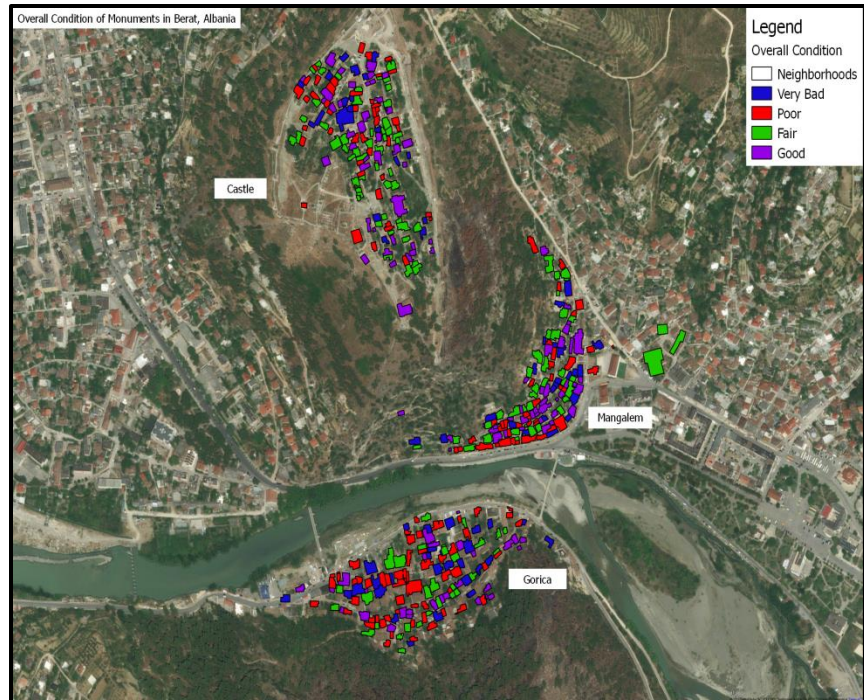 Overall Condition of Monuments in Berat, Albania
Legend
Overall Condition
Neighborhoods
Very Bad
Poor
Fair
Good
Castle
Mangalem
Gorica